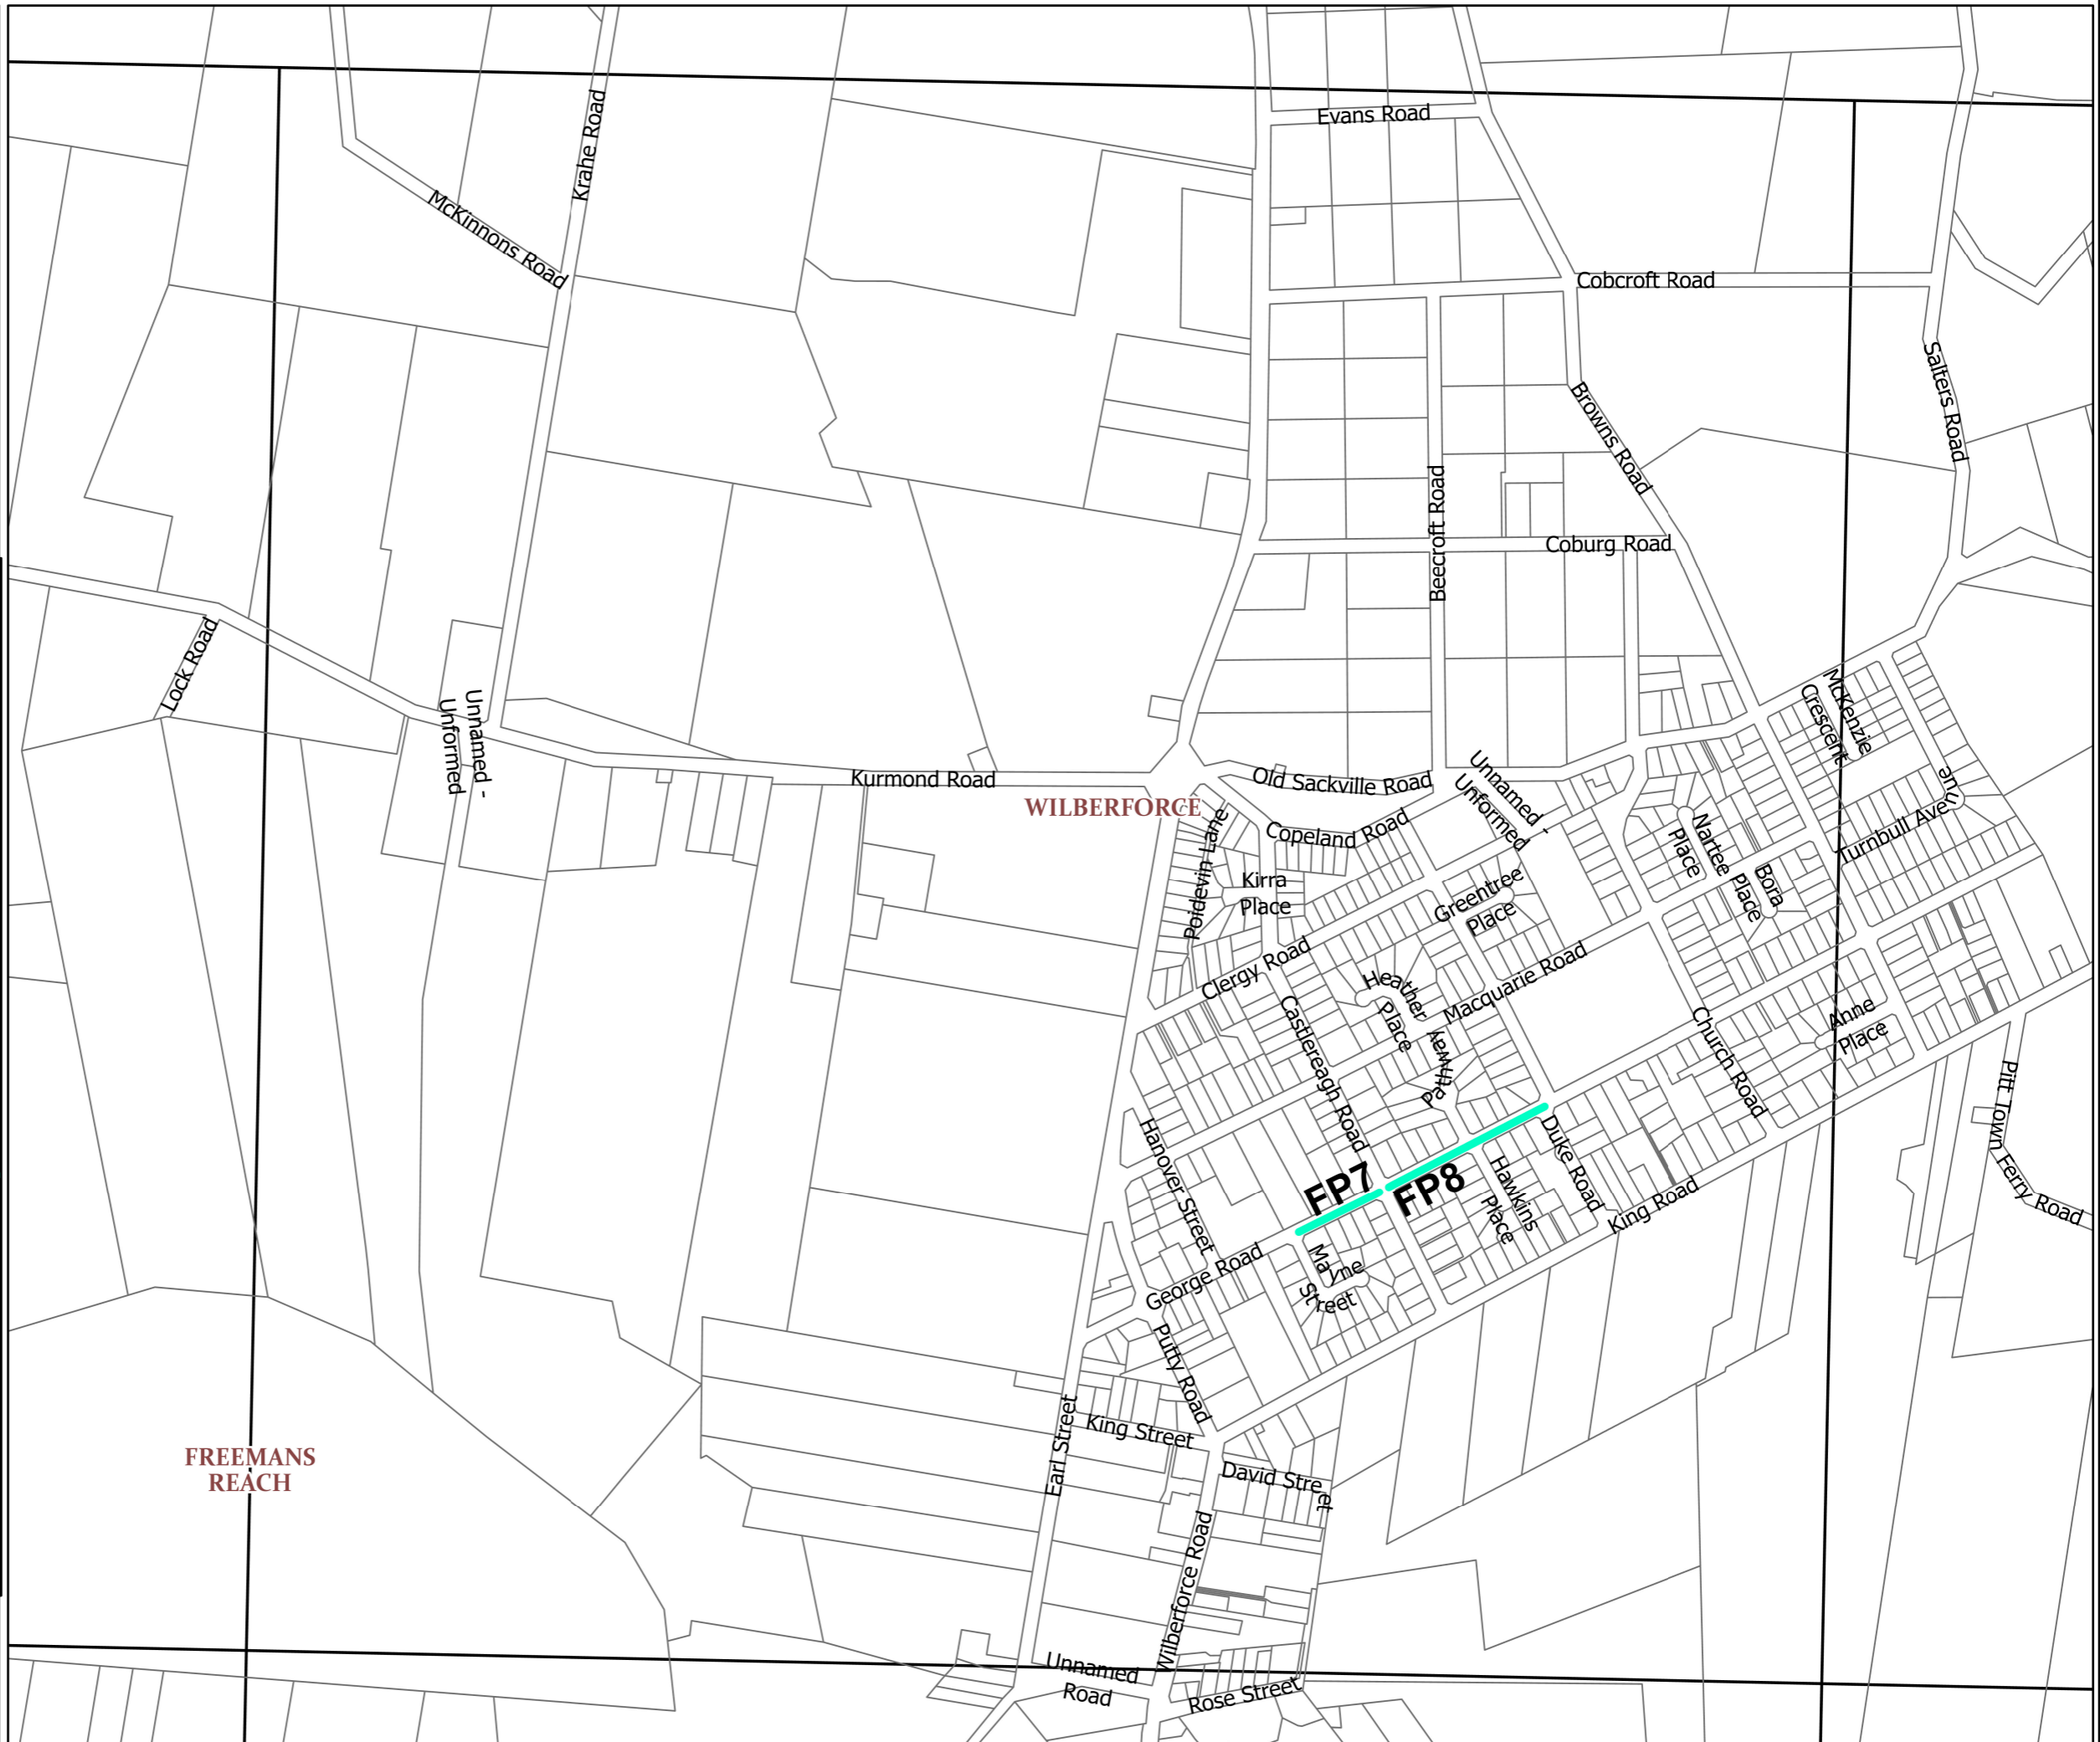 Evans Road
Krahe Road
McKinnons Road
Cobcroft Road
Salters Road
Browns Road
Beecroft Road
Coburg Road
Lock Road
Unnamed -
Unformed
McKenzie
Crescent
Kurmond Road
WILBERFORCE
Old Sackville Road
Unnamed -
Unformed
Copeland Road
Poidevin Lane
Kirra
Place
Greentree
Place
Nartee
Place
Bora
Place
Turnbull Avenue
Clergy Road
Heather
Place
Macquarie Road
Castlereagh Road
Pathway
Church Road
Anne
Place
Pitt Town Ferry Road
Hanover Street
FP7
FP8
Duke Road
Hawkins
Place
King Road
George Road
Mayne
Street
Putty Road
King Street
Earl Street
David Street
FREEMANS
REACH
Wilberforce Road
Unnamed
Road
Rose Street